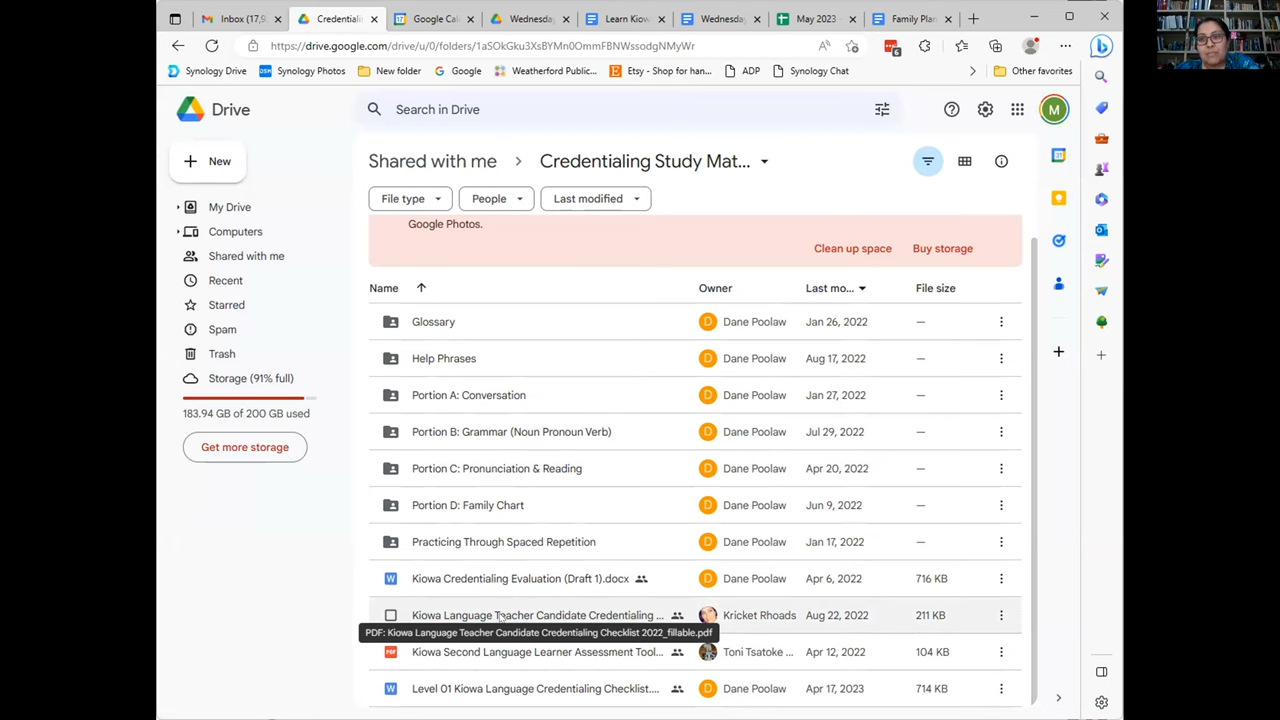 Inbox (17,9
Credentialin
Google Cal
Wednesday
Learn Kiow
Wednesday
May 2023 -
Family Plan
https://drive.google.com/drive/u/0/folders/1aSOkGku3XsBYMn0OmmFBNWssodgNMyWr
6
Synology Drive
DSM Synology Photos
New folder
Google
Weatherford Public...
Etsy - Shop for han...
ADP
Synology Chat
Other favorites
Drive
Search in Drive
M
New
My Drive
Computers
Shared with me
Recent
Starred
Spam
Trash
Storage (91% full)
183.94 GB of 200 GB used
Get more storage
Shared with me > Credentialing Study Mat...
File type
People
Last modified
Google Photos.
Clean up space
Buy storage
Name Owner Last mo... File size
Glossary D Dane Poolaw Jan 26, 2022 —
Help Phrases D Dane Poolaw Aug 17, 2022 —
Portion A: Conversation D Dane Poolaw Jan 27, 2022 —
Portion B: Grammar (Noun Pronoun Verb) D Dane Poolaw Jul 29, 2022 —
Portion C: Pronunciation & Reading D Dane Poolaw Apr 20, 2022 —
Portion D: Family Chart D Dane Poolaw Jun 9, 2022 —
Practicing Through Spaced Repetition D Dane Poolaw Jan 17, 2022 —
W Kiowa Credentialing Evaluation (Draft 1).docx D Dane Poolaw Apr 6, 2022 716 KB
Kiowa Language Teacher Candidate Credentialing ... Kricket Rhoads Aug 22, 2022 211 KB
PDF: Kiowa Language Teacher Candidate Credentialing Checklist 2022_fillable.pdf
PDF Kiowa Second Language Learner Assessment Tool... Toni Tsatoke ... Apr 12, 2022 104 KB
W Level 01 Kiowa Language Credentialing Checklist.... D Dane Poolaw Apr 17, 2023 714 KB
31